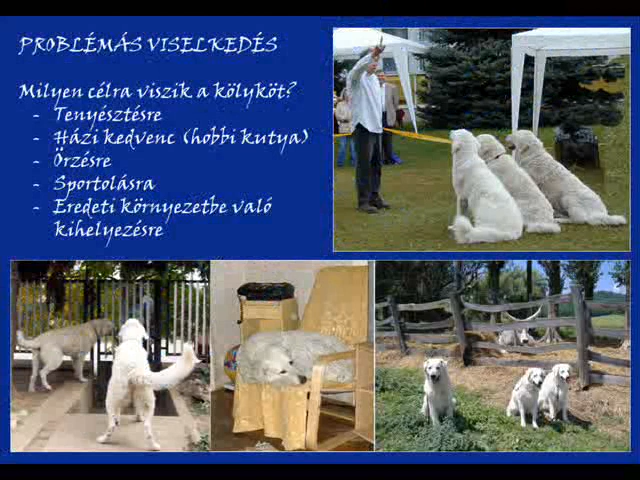 PROBLÉMÁS VISELKEDÉS
Milyen célra viszik a kölyköt?
- Tenyésztésre
- Házi kedvenc (hobbi kutya)
- Őrzésre
- Sportolásra
- Eredeti környezetbe való
kihelyezésre